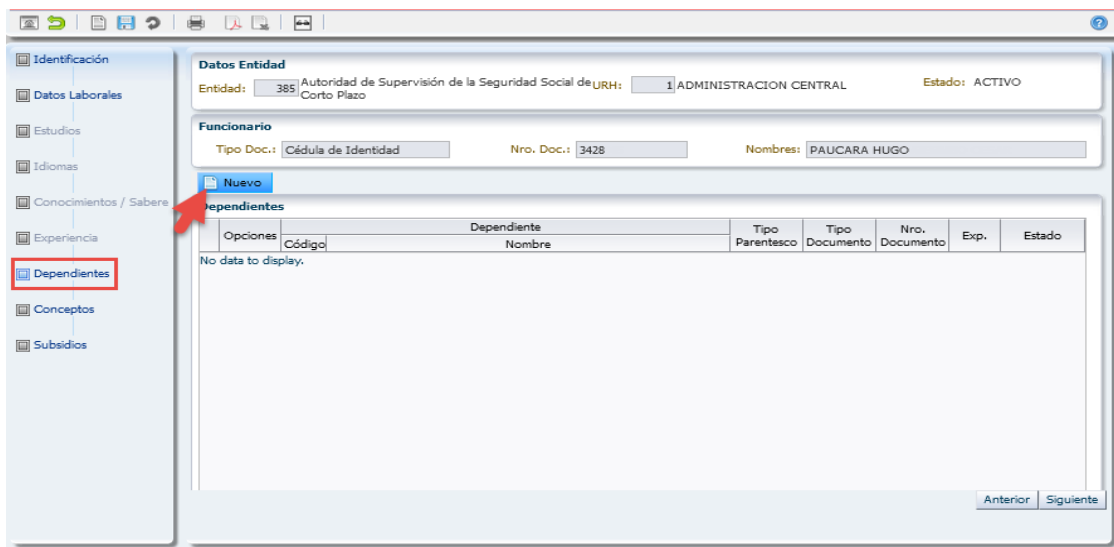 Identificación
Datos Laborales
Estudios
Idiomas
Conocimientos / Sabere
Experiencia
Dependientes
Conceptos
Subsidios
Datos Entidad
Entidad: 385 Autoridad de Supervisión de la Seguridad Social de Corto Plazo URH: 1 ADMINISTRACION CENTRAL Estado: ACTIVO
Funcionario
Tipo Doc.: Cédula de Identidad Nro. Doc.: 3428 Nombres: PAUCARA HUGO
Nuevo
Dependientes
Opciones Dependiente Tipo Parentesco Tipo Documento Nro. Documento Exp. Estado
Código Nombre
No data to display.
Anterior Siguiente